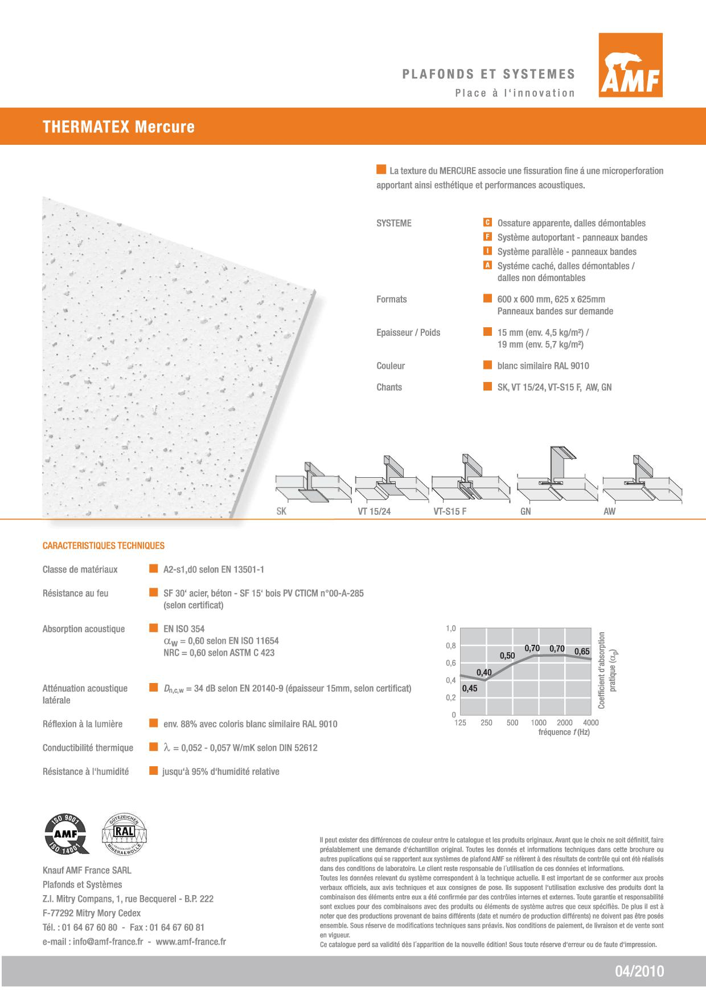 PLAFONDS ET SYSTEMES
Place à l'innovation
AMF
THERMATEX Mercure
La texture du MERCURE associe une fissuration fine á une microperforation
apportant ainsi esthétique et performances acoustiques.
SYSTEME
C Ossature apparente, dalles démontables
F Système autoportant - panneaux bandes
I Système parallèle - panneaux bandes
A Systéme caché, dalles démontables /
dalles non démontables
Formats
600 x 600 mm, 625 x 625mm
Panneaux bandes sur demande
Epaisseur / Poids
15 mm (env. 4,5 kg/m²) /
19 mm (env. 5,7 kg/m²)
Couleur
blanc similaire RAL 9010
Chants
SK, VT 15/24, VT-S15 F, AW, GN
SK VT 15/24 VT-S15 F GN AW
CARACTERISTIQUES TECHNIQUES
Classe de matériaux
A2-s1,d0 selon EN 13501-1
Résistance au feu
SF 30' acier, béton - SF 15' bois PV CTICM n°00-A-285
(selon certificat)
Absorption acoustique
EN ISO 354
αw = 0,60 selon EN ISO 11654
NRC = 0,60 selon ASTM C 423
Atténuation acoustique
latérale
Dn,c,w = 34 dB selon EN 20140-9 (épaisseur 15mm, selon certificat)
Réflexion à la lumière
env. 88% avec coloris blanc similaire RAL 9010
Conductibilité thermique
λ = 0,052 - 0,057 W/mK selon DIN 52612
Résistance à l'humidité
jusqu'à 95% d'humidité relative
1,0
0,8
0,6
0,4
0,2
0
0,45
0,40
0,50
0,70
0,70
0,65
125 250 500 1000 2000 4000
fréquence f (Hz)
Coefficient d'absorption
pratique (αp)
ISO 9001
AMF
ISO 14001
GÜTEZEICHEN
RAL
MINERALWOLLE
Knauf AMF France SARL
Plafonds et Systèmes
Z.I. Mitry Compans, 1, rue Becquerel - B.P. 222
F-77292 Mitry Mory Cedex
Tél. : 01 64 67 60 80 - Fax : 01 64 67 60 81
e-mail : info@amf-france.fr - www.amf-france.fr
Il peut exister des différences de couleur entre le catalogue et les produits originaux. Avant que le choix ne soit définitif, faire
préalablement une demande d'échantillon original. Toutes les donnés et informations techniques dans cette brochure ou
autres puplications qui se rapportent aux systèmes de plafond AMF se réfèrent à des résultats de contrôle qui ont étè réalisés
dans des conditions de laboratoire. Le client reste responsable de l´utilisation de ces données et informations.
Toutes les données relevant du système correspondent à la technique actuelle. Il est important de se conformer aux procès
verbaux officiels, aux avis techniques et aux consignes de pose. Ils supposent l'utilisation exclusive des produits dont la
combinaison des éléments entre eux a été confirmée par des contrôles internes et externes. Toute garantie et responsabilité
sont exclues pour des combinaisons avec des produits ou éléments de système autres que ceux spécifiès. De plus il est à
noter que des productions provenant de bains différents (date et numéro de production différents) ne doivent pas être posés
ensemble. Sous réserve de modifications techniques sans préavis. Nos conditions de paiement, de livraison et de vente sont
en vigueur.
Ce catalogue perd sa validité dès l´apparition de la nouvelle édition! Sous toute réserve d'erreur ou de faute d'impression.
04/2010